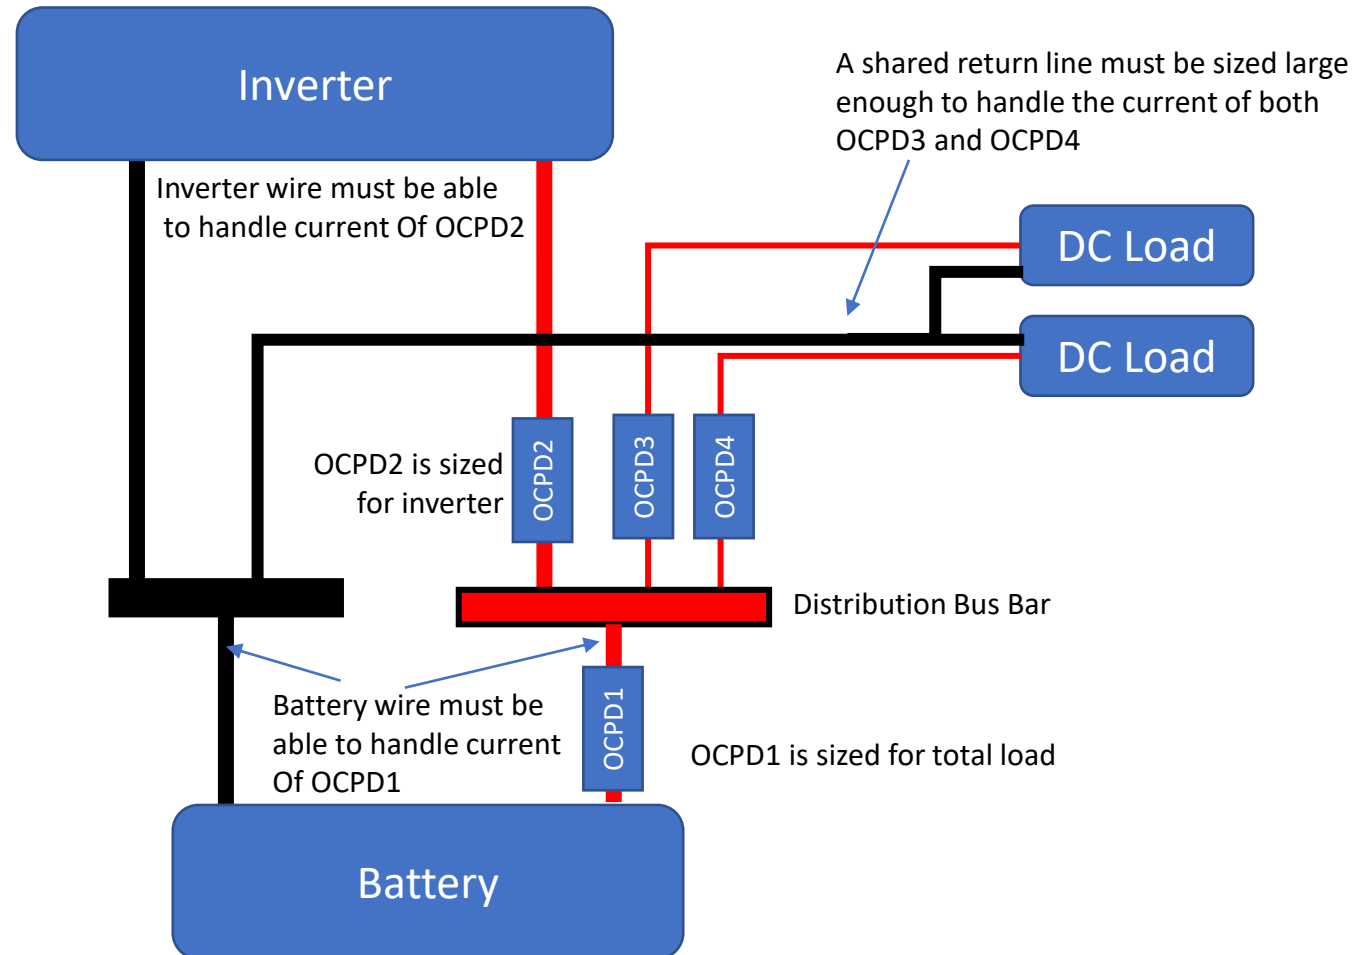 Inverter
A shared return line must be sized large
enough to handle the current of both
OCPD3 and OCPD4
Inverter wire must be able
to handle current Of OCPD2
DC Load
DC Load
OCPD2 is sized
for inverter
OCPD2
OCPD3
OCPD4
Distribution Bus Bar
Battery wire must be
able to handle current
Of OCPD1
OCPD1
OCPD1 is sized for total load
Battery